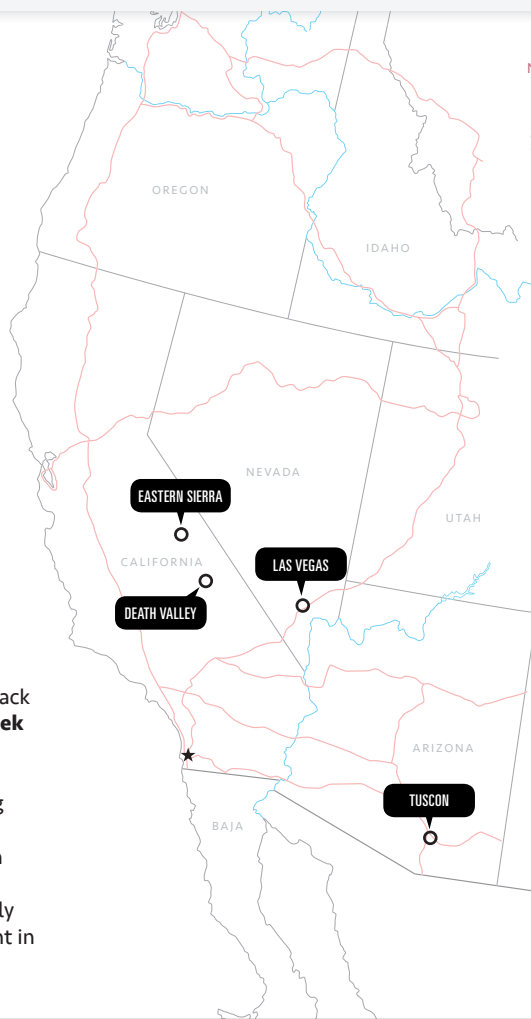 OREGON
IDAHO
NEVADA
EASTERN SIERRA
UTAH
CALIFORNIA
LAS VEGAS
DEATH VALLEY
ack
ek
ARIZONA
g
TUSCON
BAJA
ly
nt in